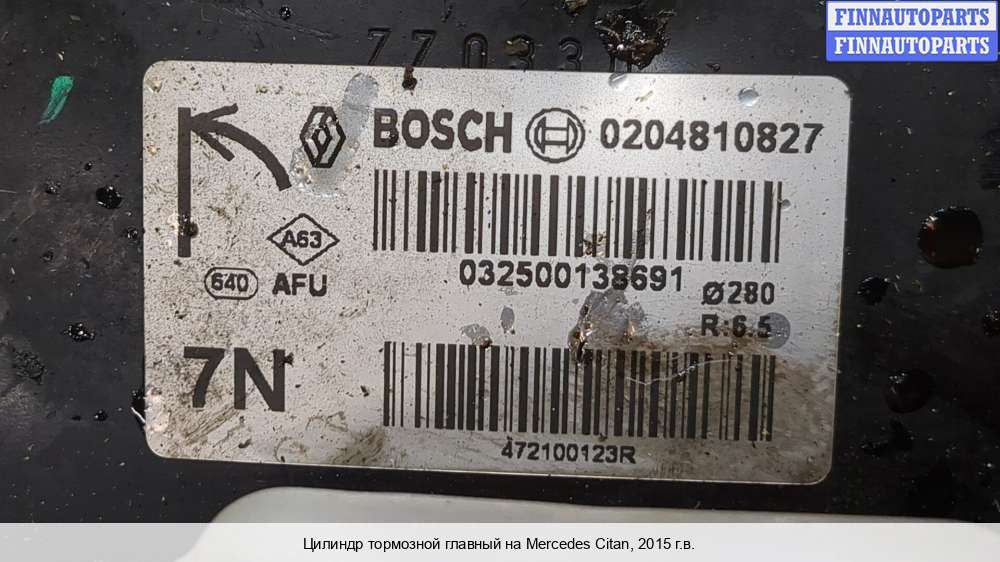 FINNAUTOPARTS
FINNAUTOPARTS
BOSCH 0204810827
A63
640 AFU
032500138691
Ø280
R:6.5
7N
472100123R
Цилиндр тормозной главный на Mercedes Citan, 2015 г.в.